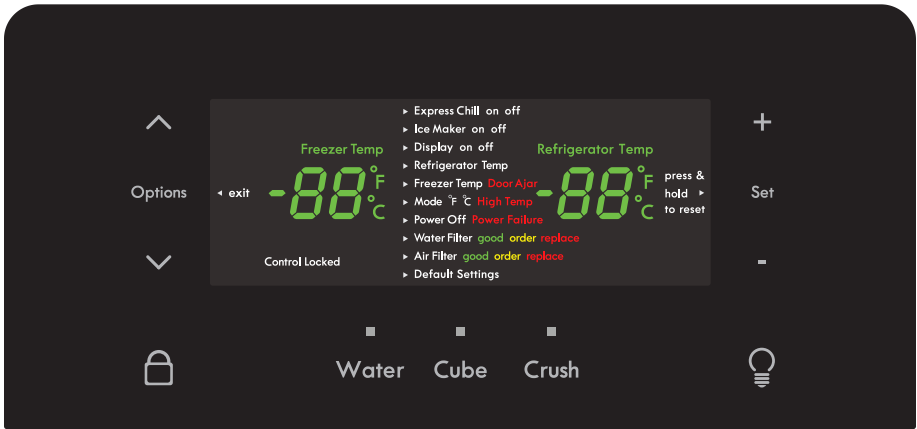 Express Chill on off
Ice Maker on off
Freezer Temp
Display on off
Refrigerator Temp
Refrigerator Temp
-88°F °C
Freezer Temp Door Ajar
-88°F °C
press & hold to reset
Options
exit
Mode °F °C High Temp
Set
Power Off Power Failure
Water Filter good order replace
Control Locked
Air Filter good order replace
-
Default Settings
+
Water
Cube
Crush